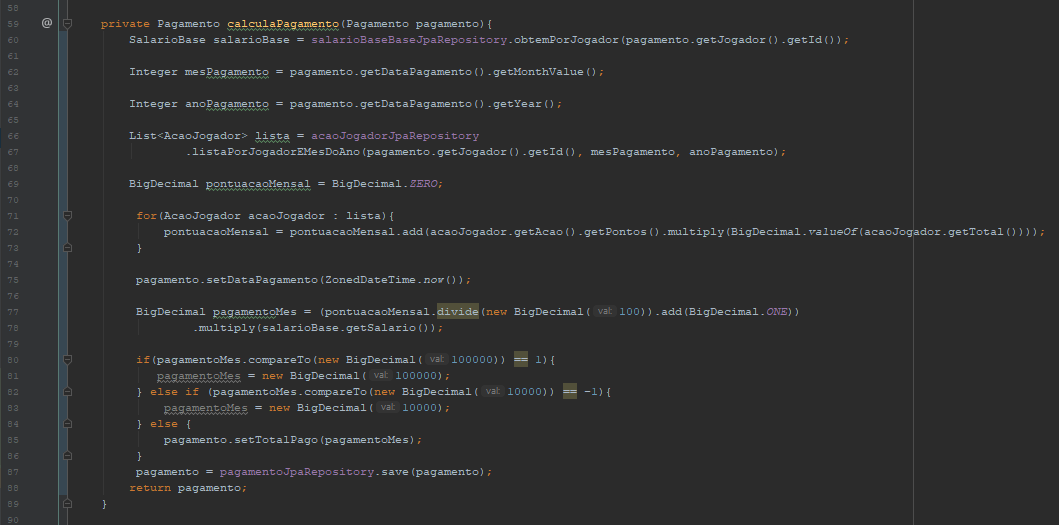 58
59 @ private Pagamento calculaPagamento(Pagamento pagamento){
60 SalarioBase salarioBase = salarioBaseBaseJpaRepository.obtemPorJogador(pagamento.getJogador().getId());
61
62 Integer mesPagamento = pagamento.getDataPagamento().getMonthValue();
63
64 Integer anoPagamento = pagamento.getDataPagamento().getYear();
65
66 List<AcaoJogador> lista = acaoJogadorJpaRepository
67 .listaPorJogadorEMesDoAno(pagamento.getJogador().getId(), mesPagamento, anoPagamento);
68
69 BigDecimal pontuacaoMensal = BigDecimal.ZERO;
70
71 for(AcaoJogador acaoJogador : lista){
72 pontuacaoMensal = pontuacaoMensal.add(acaoJogador.getAcao().getPontos().multiply(BigDecimal.valueOf(acaoJogador.getTotal())));
73 }
74
75 pagamento.setDataPagamento(ZonedDateTime.now());
76
77 BigDecimal pagamentoMes = (pontuacaoMensal.divide(new BigDecimal( val: 100)).add(BigDecimal.ONE))
78 .multiply(salarioBase.getSalario());
79
80 if(pagamentoMes.compareTo(new BigDecimal( val: 100000)) == 1){
81 pagamentoMes = new BigDecimal( val: 100000);
82 } else if (pagamentoMes.compareTo(new BigDecimal( val: 10000)) == -1){
83 pagamentoMes = new BigDecimal( val: 10000);
84 } else {
85 pagamento.setTotalPago(pagamentoMes);
86 }
87 pagamento = pagamentoJpaRepository.save(pagamento);
88 return pagamento;
89 }
90